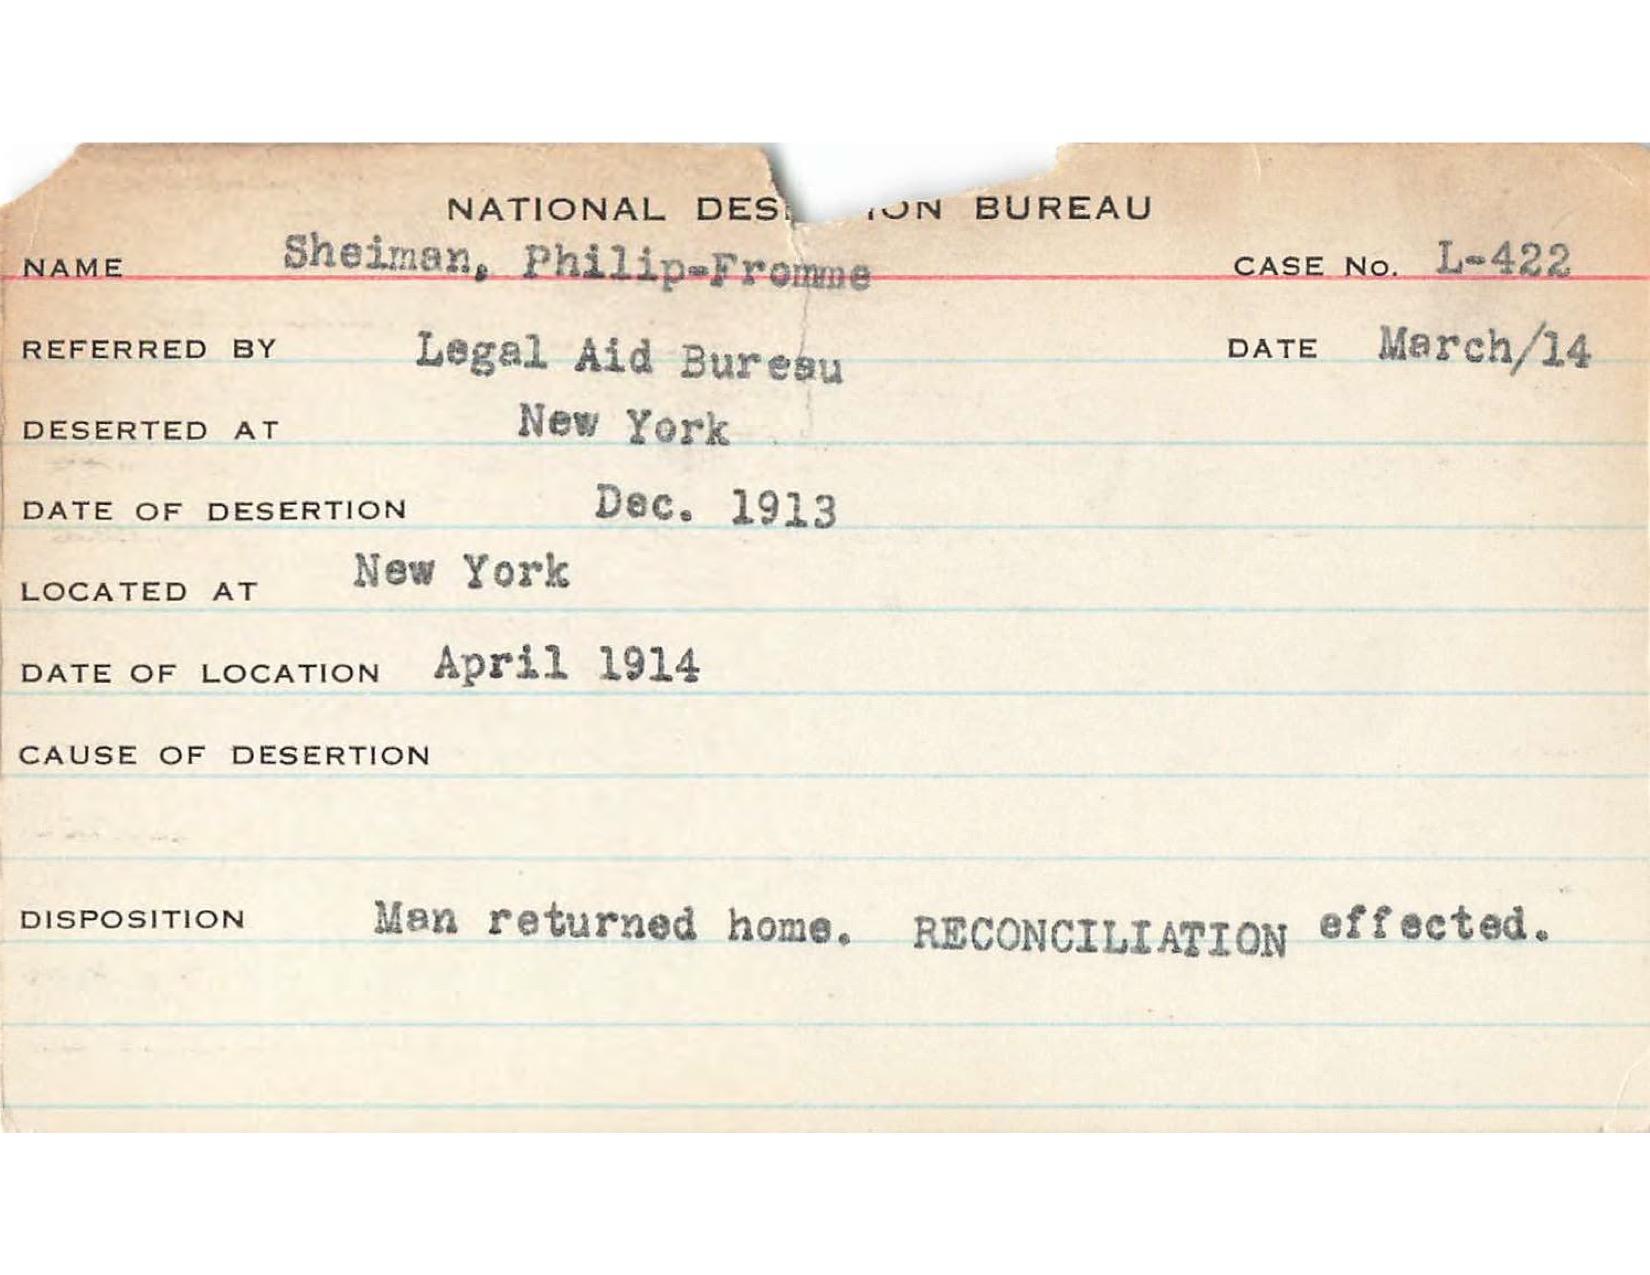 NATIONAL DES ION BUREAU
NAME Sheiman, Philip-Fromme CASE No. L-422
REFERRED BY Legal Aid Bureau DATE March/14
DESERTED AT New York
DATE OF DESERTION Dec. 1913
LOCATED AT New York
DATE OF LOCATION April 1914
CAUSE OF DESERTION
DISPOSITION Man returned home. RECONCILIATION effected.